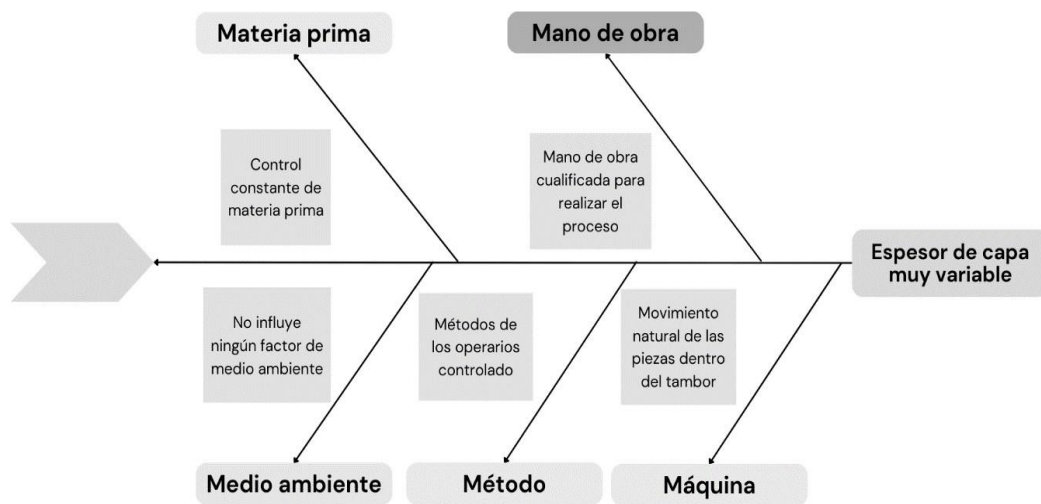 Materia prima
Mano de obra
Control
constante de
materia prima
Mano de obra
cualificada para
realizar el
proceso
Espesor de capa
muy variable
No influye
ningún factor de
medio ambiente
Métodos de
los operarios
controlado
Movimiento
natural de las
piezas dentro
del tambor
Medio ambiente
Método
Máquina